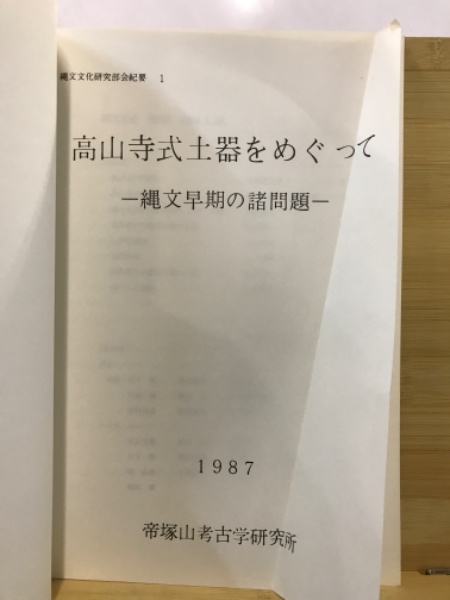 縄文文化研究部会紀要 1
高山寺式土器をめぐって
―縄文早期の諸問題―
1987
帝塚山考古学研究所